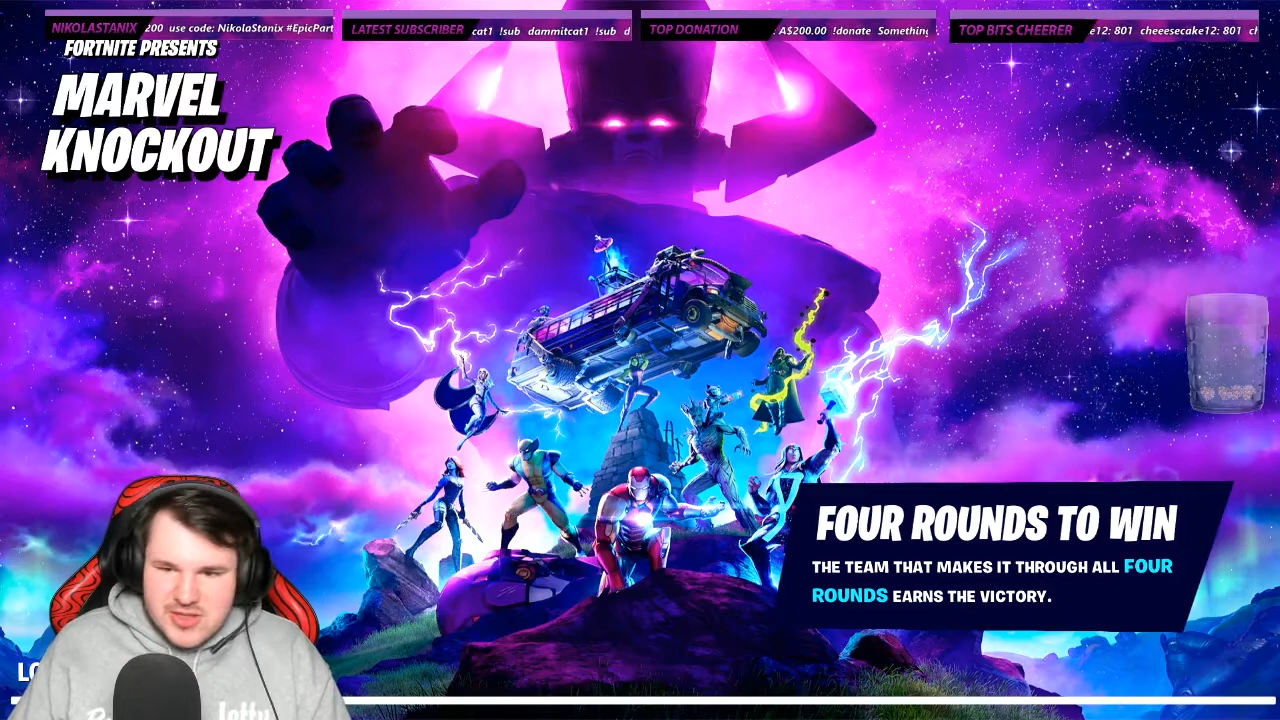 NIKOLASTANIX 200 use code: NikolaStanix #EpicPart
LATEST SUBSCRIBER cat1 !sub dammitcat1 !sub d
TOP DONATION : A$200.00 !donate Something
TOP BITS CHEERER e12: 801 cheeesecake12: 801 ch
FORTNITE PRESENTS
MARVEL
KNOCKOUT
FOUR ROUNDS TO WIN
THE TEAM THAT MAKES IT THROUGH ALL FOUR
ROUNDS EARNS THE VICTORY.
LO